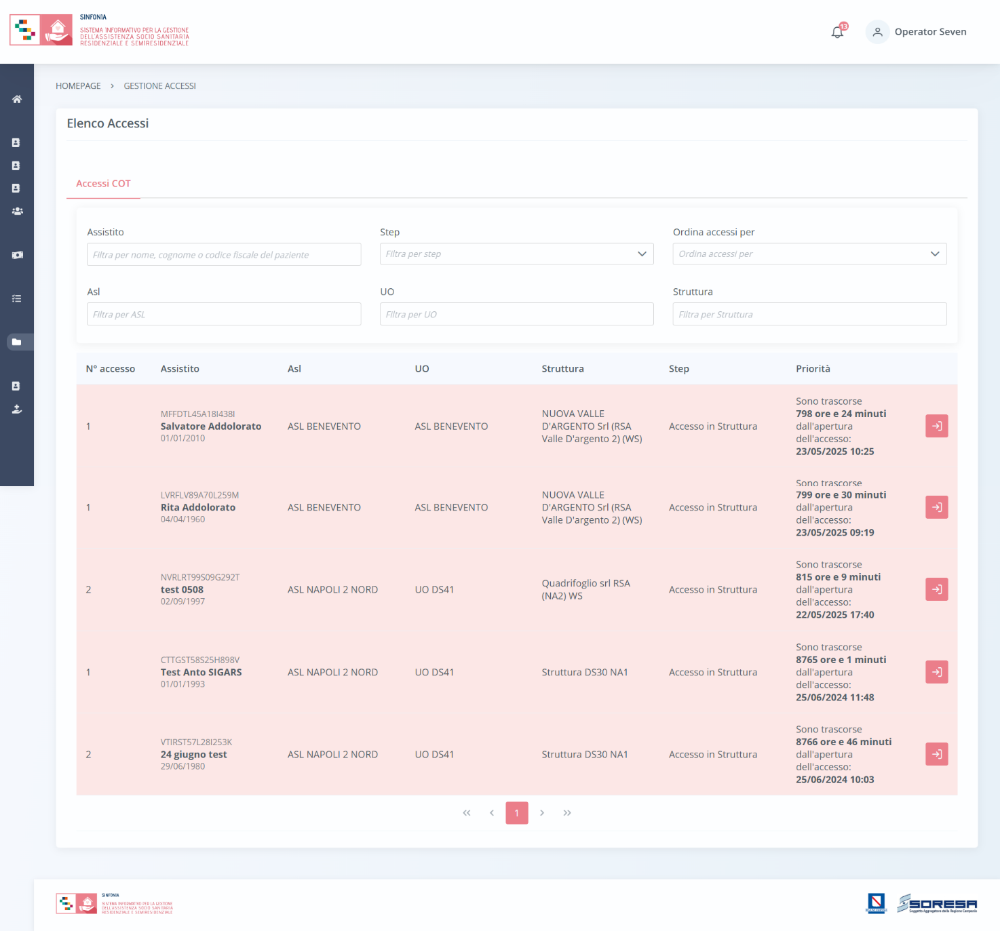 SINFONIA
SISTEMA INFORMATIVO PER LA GESTIONE
DELL'ASSISTENZA SOCIO SANITARIA
RESIDENZIALE E SEMIRESIDENZIALE
13
Operator Seven
HOMEPAGE > GESTIONE ACCESSI
Elenco Accessi
Accessi COT
Assistito Step Ordina accessi per
Filtra per nome, cognome o codice fiscale del paziente Filtra per step Ordina accessi per
Asl UO Struttura
Filtra per ASL Filtra per UO Filtra per Struttura
N° accesso Assistito Asl UO Struttura Step Priorità
1
MFFDTL45A18I438I
Salvatore Addolorato
01/01/2010
ASL BENEVENTO
ASL BENEVENTO
NUOVA VALLE
D'ARGENTO Srl (RSA
Valle D'argento 2) (WS)
Accesso in Struttura
Sono trascorse
798 ore e 24 minuti
dall'apertura
dell'accesso:
23/05/2025 10:25
1
LVRFLV89A70L259M
Rita Addolorato
04/04/1960
ASL BENEVENTO
ASL BENEVENTO
NUOVA VALLE
D'ARGENTO Srl (RSA
Valle D'argento 2) (WS)
Accesso in Struttura
Sono trascorse
799 ore e 30 minuti
dall'apertura
dell'accesso:
23/05/2025 09:19
2
NVRLRT99S09G292T
test 0508
02/09/1997
ASL NAPOLI 2 NORD
UO DS41
Quadrifoglio srl RSA
(NA2) WS
Accesso in Struttura
Sono trascorse
815 ore e 9 minuti
dall'apertura
dell'accesso:
22/05/2025 17:40
1
CTTGST58S25H898V
Test Anto SIGARS
01/01/1993
ASL NAPOLI 2 NORD
UO DS41
Struttura DS30 NA1
Accesso in Struttura
Sono trascorse
8765 ore e 1 minuti
dall'apertura
dell'accesso:
25/06/2024 11:48
2
VTIRST57L28I253K
24 giugno test
29/06/1980
ASL NAPOLI 2 NORD
UO DS41
Struttura DS30 NA1
Accesso in Struttura
Sono trascorse
8766 ore e 46 minuti
dall'apertura
dell'accesso:
25/06/2024 10:03
« ‹ 1 › »
SINFONIA
SISTEMA INFORMATIVO PER LA GESTIONE
DELL'ASSISTENZA SOCIO SANITARIA
RESIDENZIALE E SEMIRESIDENZIALE
REGIONE CAMPANIA
SORESA
Soggetto Aggregatore della Regione Campania